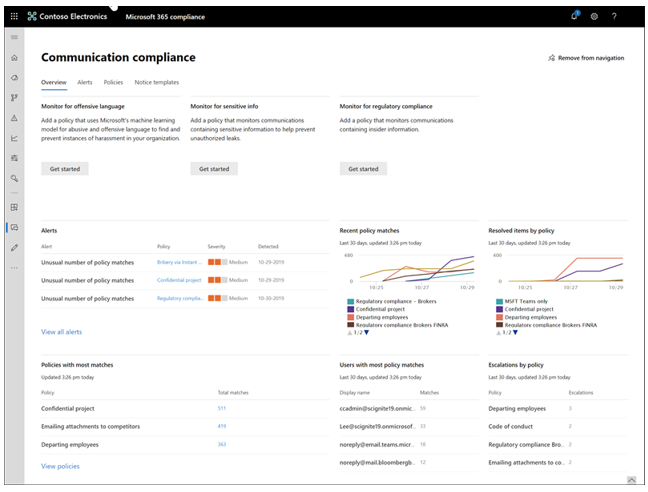 Contoso Electronics
Microsoft 365 compliance
1
?
Communication compliance
Remove from navigation
Overview
Alerts
Policies
Notice templates
Monitor for offensive language
Add a policy that uses Microsoft's machine learning
model for abusive and offensive language to find and
prevent instances of harassment in your organization.
Get started
Monitor for sensitive info
Add a policy that monitors communications
containing sensitive information to help prevent
unauthorized leaks.
Get started
Monitor for regulatory compliance
Add a policy that monitors communications
containing insider information.
Get started
Alerts
Alert Policy Severity Detected
Unusual number of policy matches Bribery via Instant ... Medium 10-29-2019
Unusual number of policy matches Confidential project Medium 10-29-2019
Unusual number of policy matches Regulatory complia... Medium 10-30-2019
View all alerts
Recent policy matches
Last 30 days, updated 3:26 pm today
480
0
10/25 10/27 10/29
Regulatory compliance - Brokers
Confidential project
Departing employees
Regulatory compliance Brokers FINRA
1/2
Resolved items by policy
Last 30 days, updated 3:26 pm today
400
0
10/25 10/27 10/29
MSFT Teams only
Confidential project
Departing employees
Regulatory compliance Brokers FINRA
1/2
Policies with most matches
Updated 3:26 pm today
Policy Total matches
Confidential project 511
Emailing attachments to competitors 419
Departing employees 363
View policies
Users with most policy matches
Last 30 days, updated 3:26 pm today
Display name Matches
ccadmin@scignite19.onmic... 59
Lee@scignite19.onmicrosof... 33
noreply@email.teams.micr... 18
noreply@mail.bloombergb... 12
Escalations by policy
Last 30 days, updated 3:26 pm today
Policy Escalations
Departing employees 3
Code of conduct 2
Regulatory compliance Bro... 2
Emailing attachments to co... 2